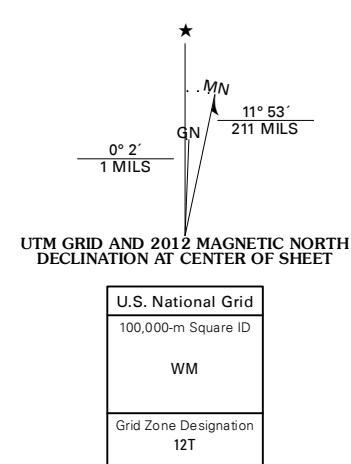 ★
MN
11° 53´
211 MILS
GN
0° 2´
1 MILS
UTM GRID AND 2012 MAGNETIC NORTH
DECLINATION AT CENTER OF SHEET
U.S. National Grid
100,000-m Square ID
WM
Grid Zone Designation
12T